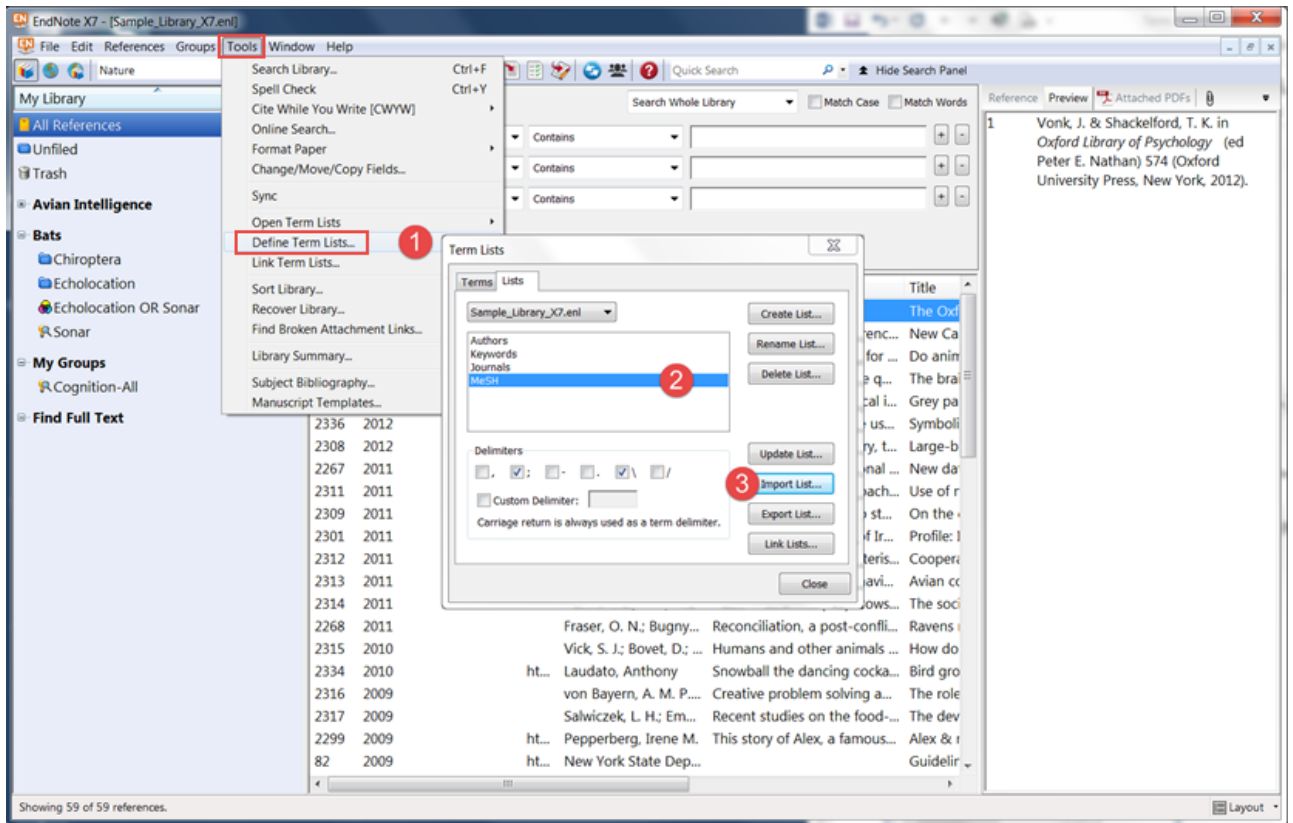 EndNote X7 - [Sample_Library_X7.enl]
File Edit References Groups Tools Window Help
Nature
Quick Search
Hide Search Panel
My Library
All References
Unfiled
Trash
Avian Intelligence
Bats
Chiroptera
Echolocation
Echolocation OR Sonar
Sonar
My Groups
Cognition-All
Find Full Text
Search Library... Ctrl+F
Spell Check Ctrl+Y
Cite While You Write [CWYW]
Online Search...
Format Paper
Change/Move/Copy Fields...
Sync
Open Term Lists
Define Term Lists...
Link Term Lists...
Sort Library...
Recover Library...
Find Broken Attachment Links...
Library Summary...
Subject Bibliography...
Manuscript Templates...
1
Search Whole Library Match Case Match Words
Contains
Contains
Contains
Term Lists
Terms Lists
Sample_Library_X7.enl
Authors
Keywords
Journals
MeSH
2
Create List...
Rename List...
Delete List...
Delimiters
, ; - . \ /
Custom Delimiter:
Carriage return is always used as a term delimiter.
Update List...
3
Import List...
Export List...
Link Lists...
Close
Title
The Oxf
enc... New Ca
for ... Do anim
e q... The brai
cal i... Grey pa
2336 2012 us... Symboli
2308 2012 ry, t... Large-b
2267 2011 onal ... New da
2311 2011 oach... Use of r
2309 2011 st... On the
2301 2011 of Ir... Profile:
2312 2011 teris... Coopera
2313 2011 avi... Avian co
2314 2011 ows... The soci
2268 2011 Fraser, O. N.; Bugny... Reconciliation, a post-confli... Ravens
2315 2010 Vick, S. J.; Bovet, D.; ... Humans and other animals ... How do
2334 2010 ht... Laudato, Anthony Snowball the dancing cocka... Bird gro
2316 2009 von Bayern, A. M. P.... Creative problem solving a... The role
2317 2009 Salwiczek, L. H.; Em... Recent studies on the food-... The dev
2299 2009 ht... Pepperberg, Irene M. This story of Alex, a famous... Alex &
82 2009 ht... New York State Dep... Guidelir
Reference Preview Attached PDFs
1 Vonk, J. & Shackelford, T. K. in
Oxford Library of Psychology (ed
Peter E. Nathan) 574 (Oxford
University Press, New York, 2012).
Showing 59 of 59 references.
Layout